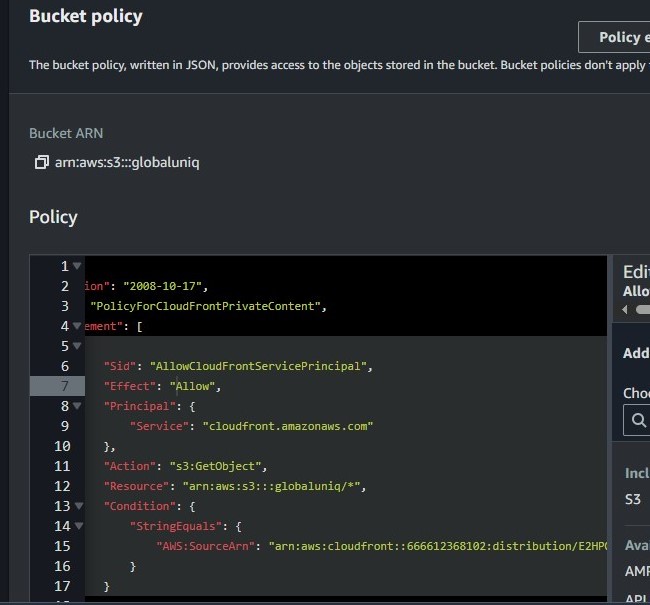 Bucket policy
Policy e
The bucket policy, written in JSON, provides access to the objects stored in the bucket. Bucket policies don't apply
Bucket ARN
arn:aws:s3:::globaluniq
Policy
1
2 ion": "2008-10-17",
3 "PolicyForCloudFrontPrivateContent",
4 ement": [
5
6 "Sid": "AllowCloudFrontServicePrincipal",
7 "Effect": "Allow",
8 "Principal": {
9 "Service": "cloudfront.amazonaws.com"
10 },
11 "Action": "s3:GetObject",
12 "Resource": "arn:aws:s3:::globaluniq/*",
13 "Condition": {
14 "StringEquals": {
15 "AWS:SourceArn": "arn:aws:cloudfront::666612368102:distribution/E2HP
16 }
17 }
Edi
Allo
Add
Choo
Incl
S3
Ava
AM
API